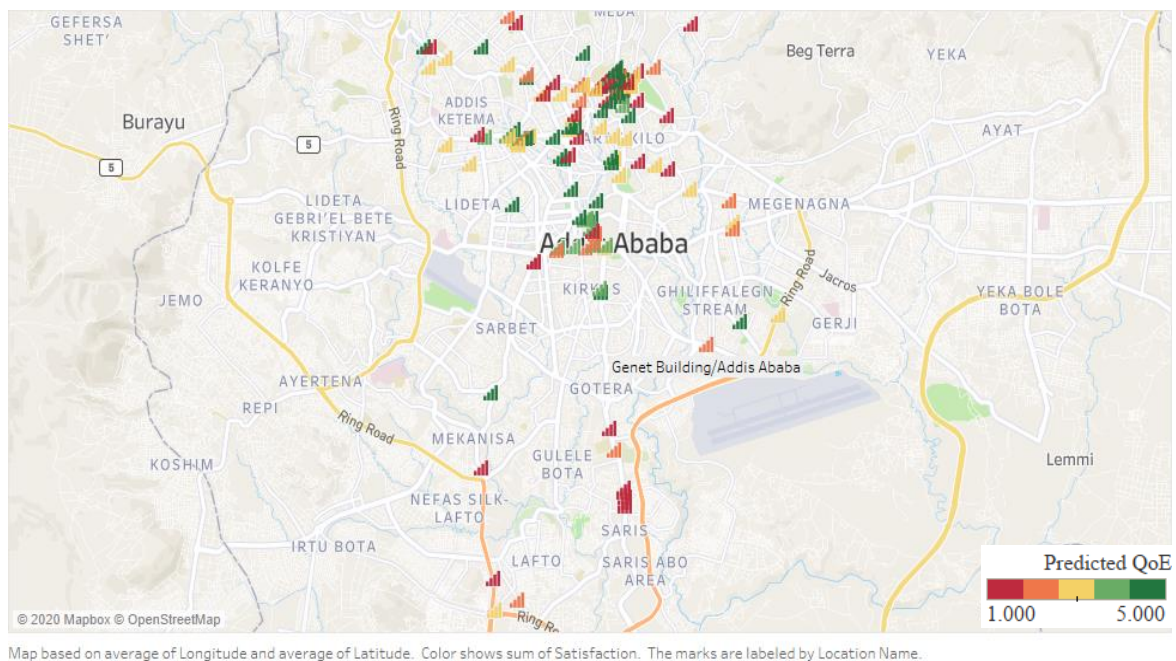 GEFERSA
SHET'
MEDA
Beg Terra
YEKA
Burayu
5
5
Ring Road
ADDIS
KETEMA
KILO
AYAT
LIDETA
GEBRI'EL BETE
KRISTIYAN
LIDETA
MEGENAGNA
Addis Ababa
KOLFE
KERANYO
JEMO
KIRKOS
GHILIFFALEGN
STREAM
Ring Road
Jacros
YEKA BOLE
BOTA
SARBET
GERJI
Genet Building/Addis Ababa
AYERTENA
GOTERA
REPI
Ring Road
MEKANISA
KOSHIM
GULELE
BOTA
Lemmi
NEFAS SILK-
LAFTO
SARIS
IRTU BOTA
LAFTO
SARIS ABO
AREA
Ring Ro
Predicted QoE
1.000 5.000
© 2020 Mapbox © OpenStreetMap
Map based on average of Longitude and average of Latitude. Color shows sum of Satisfaction. The marks are labeled by Location Name.